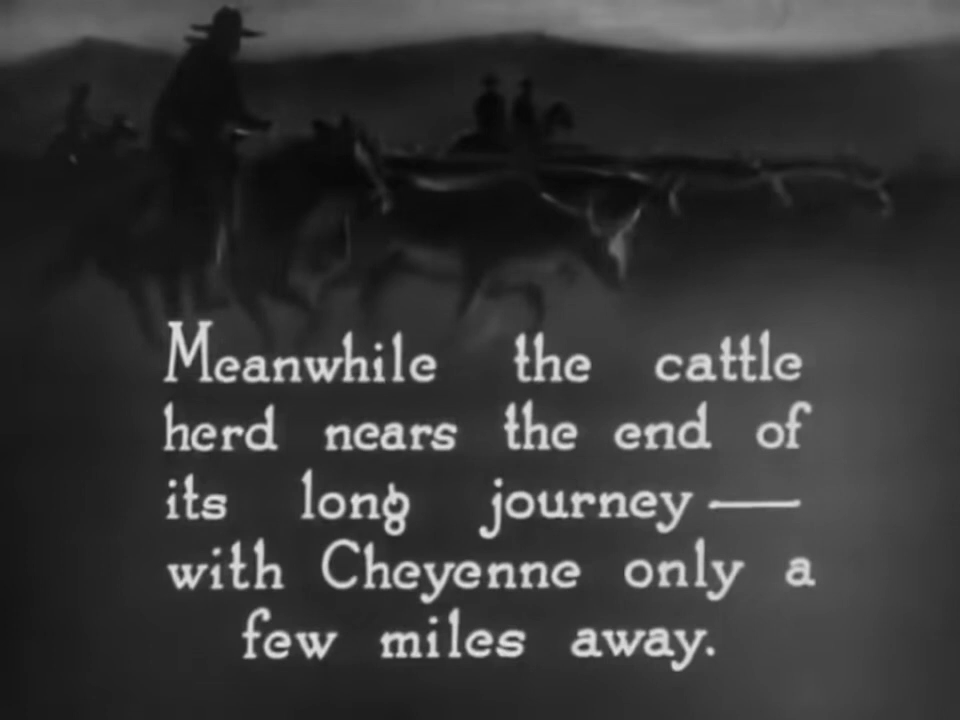 Meanwhile the cattle
herd nears the end of
its long journey —
with Cheyenne only a
few miles away.